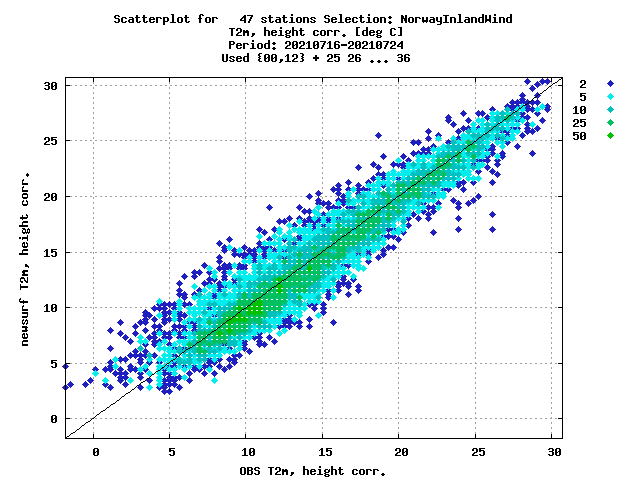 Scatterplot for   47 stations Selection: NorwayInlandWind
T2m, height corr. [deg C]
Period: 20210716-20210724
Used {00,12} + 25 26 ... 36
30
25
20
15
10
5
0
newsurf T2m, height corr.
2
5
10
25
50
0 5 10 15 20 25 30
OBS T2m, height corr.